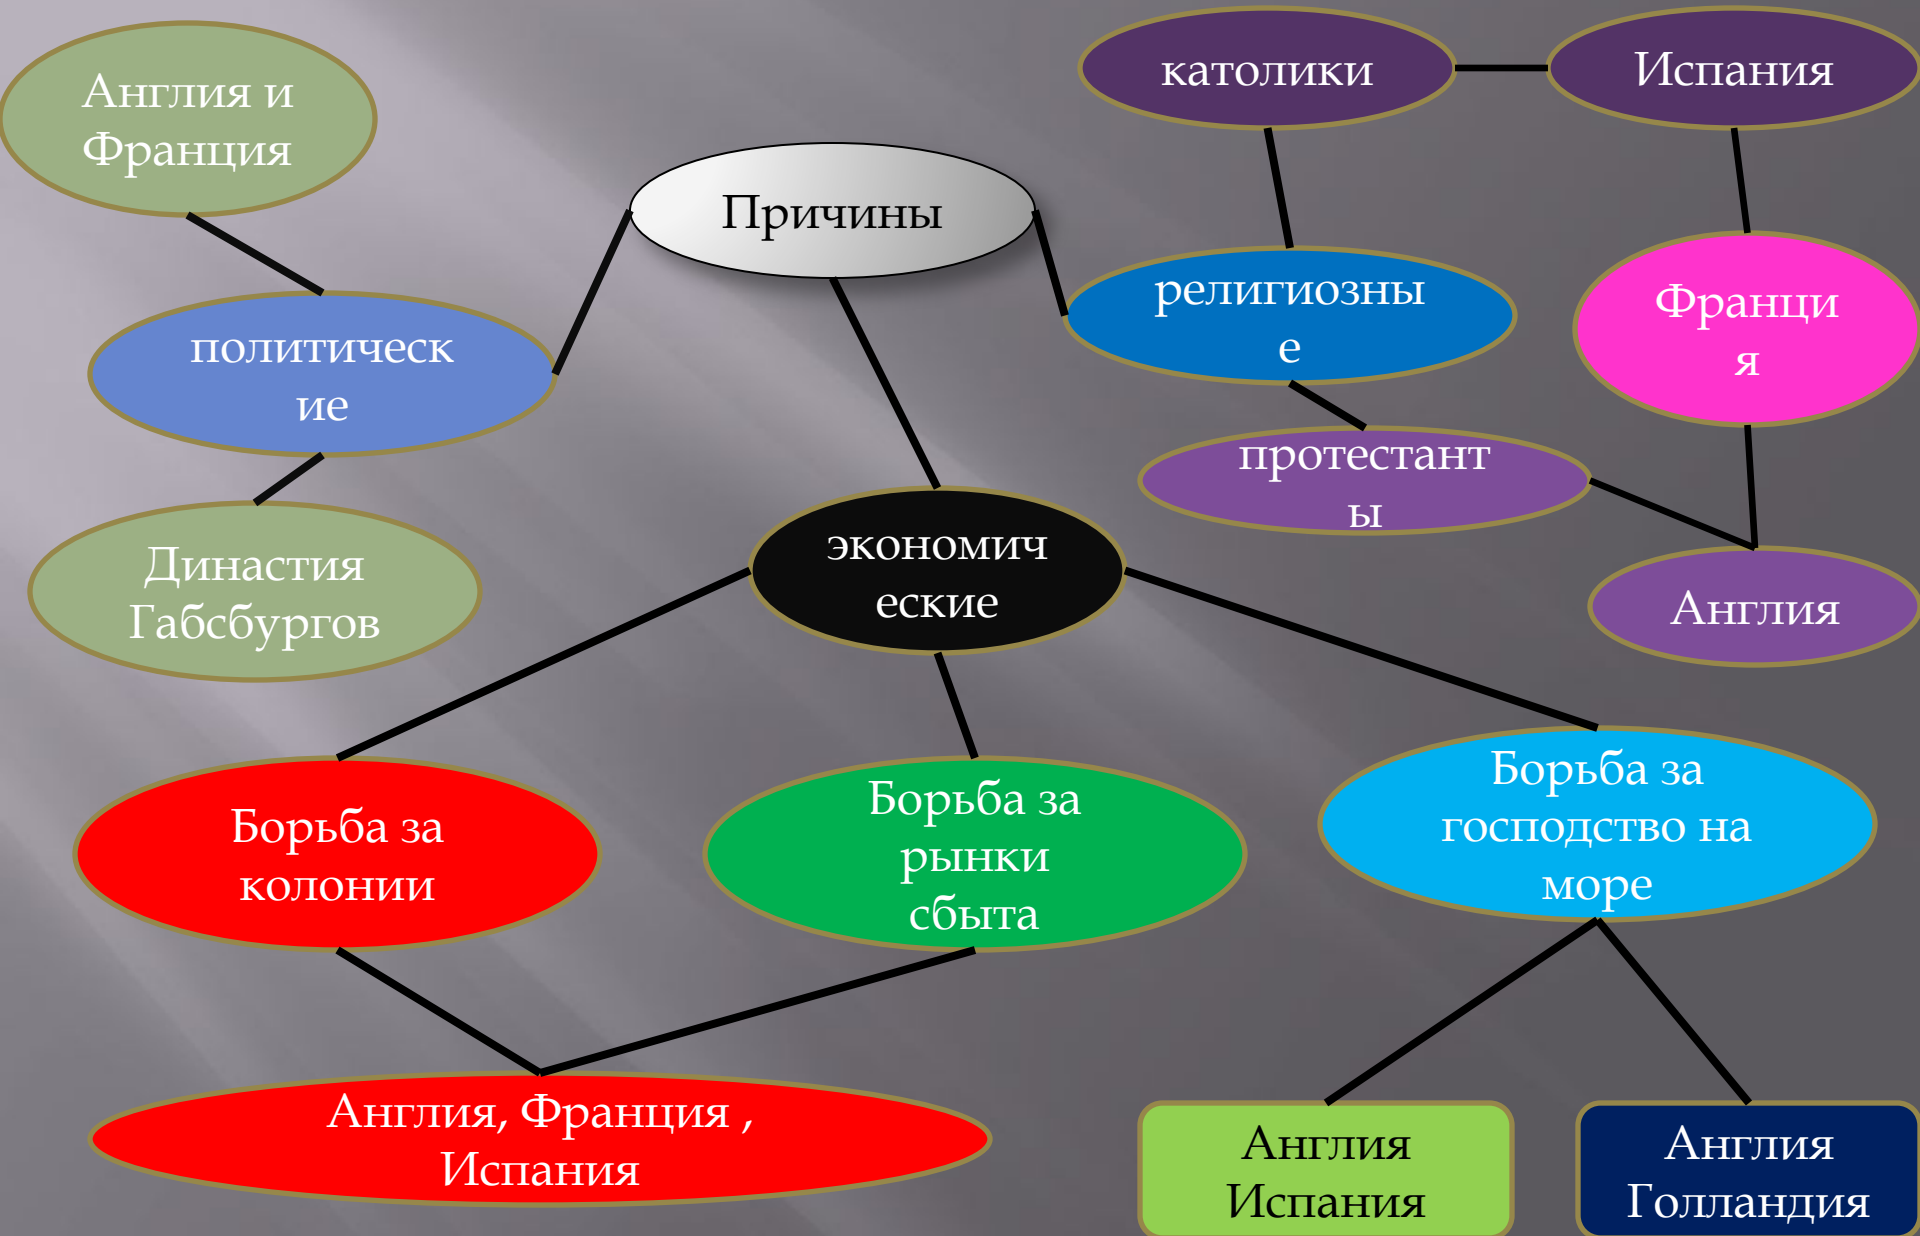 Англия и
Франция
католики
Испания
Причины
религиозны
е
Франци
я
политическ
ие
протестант
ы
экономич
еские
Династия
Габсбургов
Англия
Борьба за
колонии
Борьба за
рынки
сбыта
Борьба за
господство на
море
Англия, Франция ,
Испания
Англия
Испания
Англия
Голландия